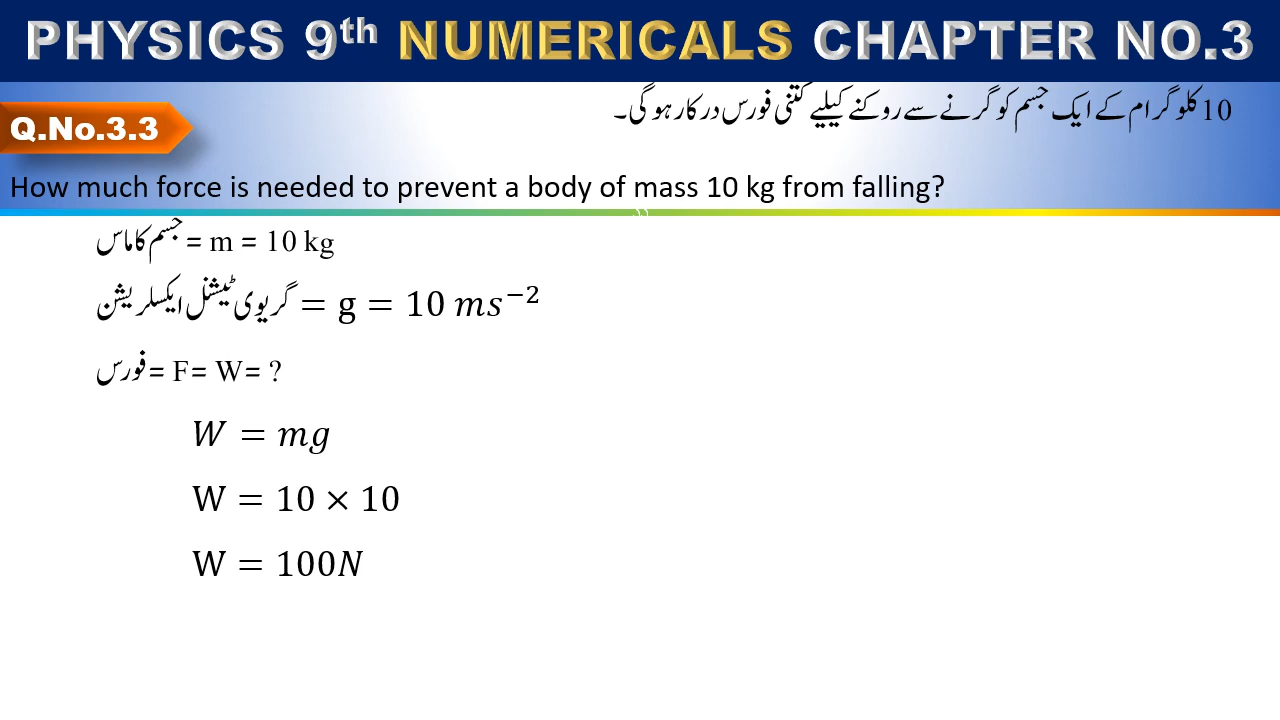 PHYSICS 9th NUMERICALS CHAPTER NO.3
10 کلو گرام کے ایک جسم کو گرنے سے روکنے کیلیے کتنی فورس درکار ہو گی۔
Q.No.3.3
How much force is needed to prevent a body of mass 10 kg from falling?
جسم کا ماس = m = 10 kg
گریوی ٹیشنل ایکسلریشن = g = 10 ms⁻²
فورس = F = W = ?
W = mg
W = 10 × 10
W = 100N